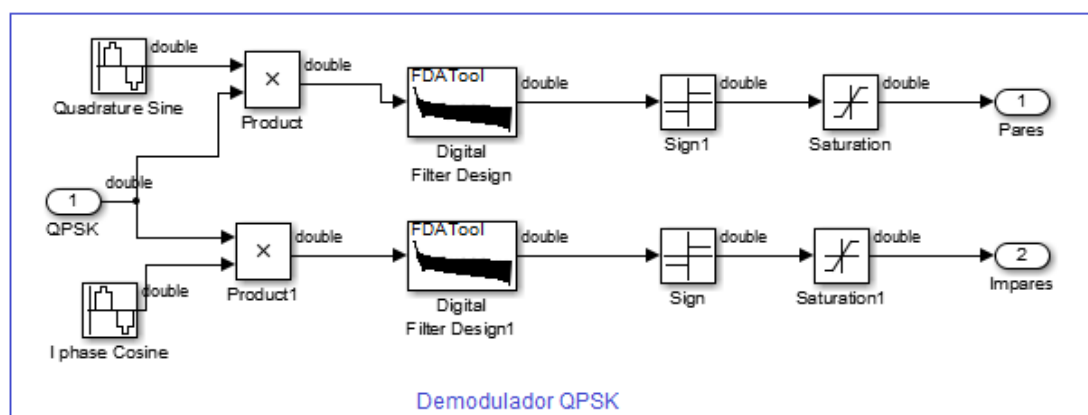 double
Quadrature Sine
×
double
Product
FDATool
double
Digital
Filter Design
double
Sign1
double
Saturation
1
Pares
1
double
QPSK
double
I phase Cosine
×
double
Product1
FDATool
double
Digital
Filter Design1
double
Sign
double
Saturation1
2
Impares
Demodulador QPSK